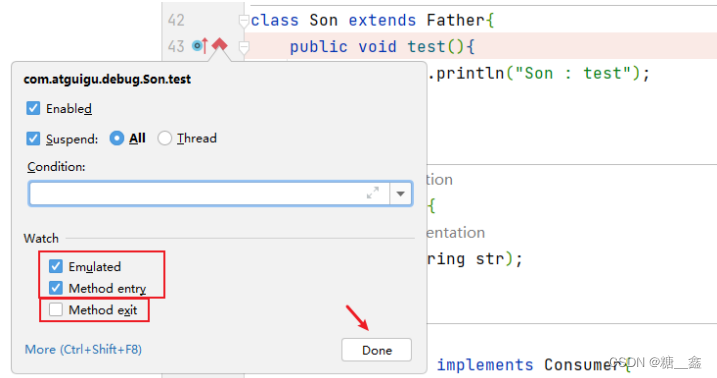 42 class Son extends Father{
43 public void test(){
.println("Son : test");
com.atguigu.debug.Son.test
Enabled
Suspend: All Thread
Condition:
Watch
Emulated
Method entry
Method exit
More (Ctrl+Shift+F8)
Done
tion
{
entation
ring str);
implements Consumer{
CSDN @糖__鑫